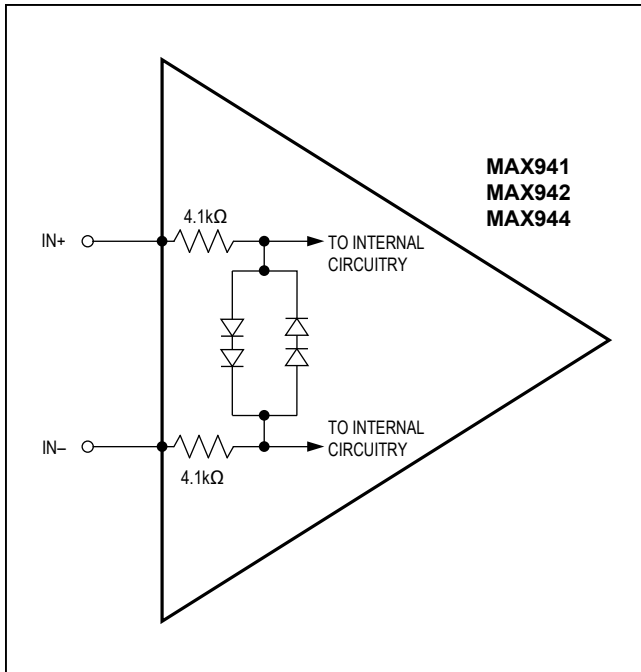 MAX941
MAX942
MAX944
4.1kΩ
IN+
TO INTERNAL
CIRCUITRY
TO INTERNAL
CIRCUITRY
IN–
4.1kΩ